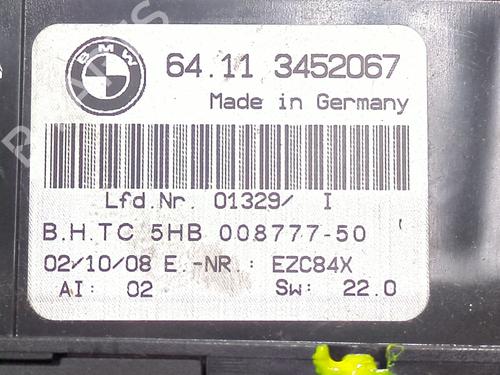 BMW
64.11 3452067
Made in Germany
Lfd.Nr. 01329/ I
B.H.TC 5HB 008777-50
02/10/08 E.-NR.: EZC84X
AI: 02 SW: 22.0